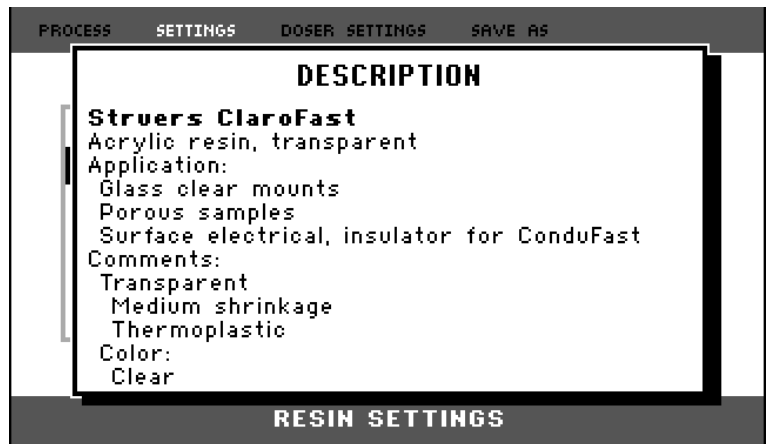 PROCESS SETTINGS DOSER SETTINGS SAVE AS
DESCRIPTION
Struers ClaroFast
Acrylic resin, transparent
Application:
Glass clear mounts
Porous samples
Surface electrical, insulator for ConduFast
Comments:
Transparent
Medium shrinkage
Thermoplastic
Color:
Clear
RESIN SETTINGS